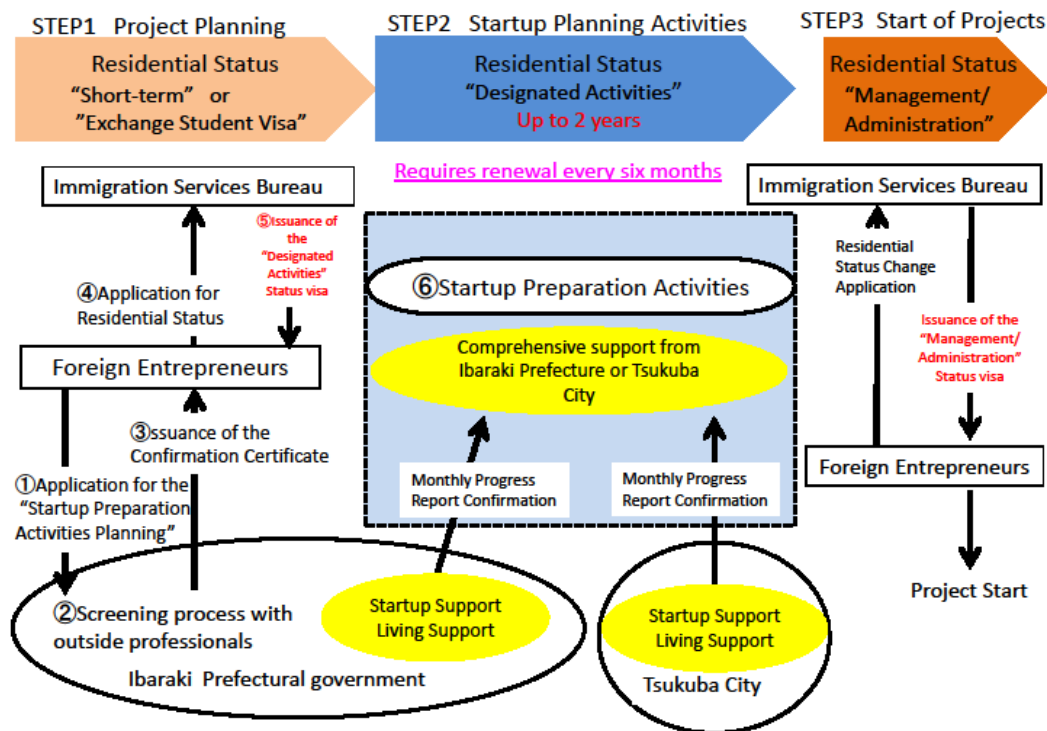 STEP1 Project Planning
Residential Status
“Short-term” or
”Exchange Student Visa”
STEP2 Startup Planning Activities
Residential Status
“Designated Activities”
Up to 2 years
STEP3 Start of Projects
Residential Status
“Management/
Administration”
Requires renewal every six months
Immigration Services Bureau
⑤Issuance of
the
“Designated
Activities”
Status visa
④Application for
Residential Status
Foreign Entrepreneurs
③Issuance of the
Confirmation Certificate
①Application for the
“Startup Preparation
Activities Planning”
②Screening process with
outside professionals
Startup Support
Living Support
Ibaraki Prefectural government
⑥Startup Preparation Activities
Comprehensive support from
Ibaraki Prefecture or Tsukuba
City
Monthly Progress
Report Confirmation
Monthly Progress
Report Confirmation
Startup Support
Living Support
Tsukuba City
Immigration Services Bureau
Residential
Status Change
Application
Issuance of the
“Management/
Administration”
Status visa
Foreign Entrepreneurs
Project Start